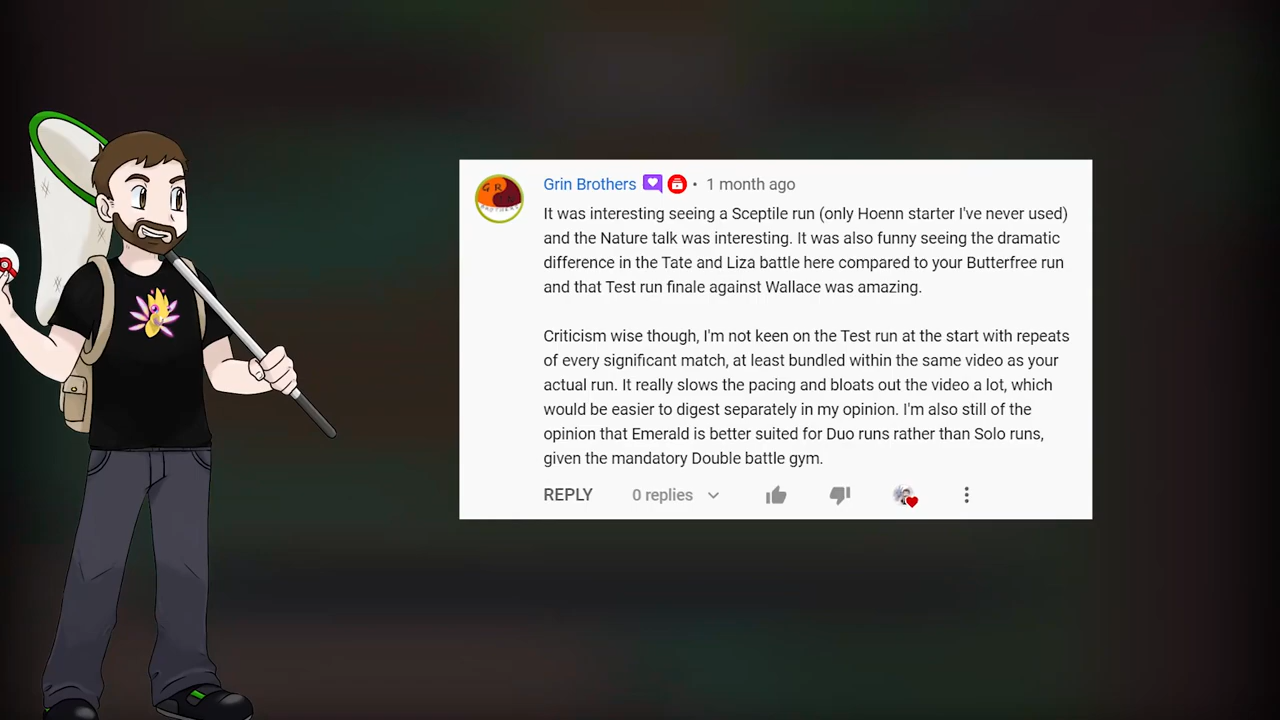 Grin Brothers • 1 month ago
It was interesting seeing a Sceptile run (only Hoenn starter I've never used)
and the Nature talk was interesting. It was also funny seeing the dramatic
difference in the Tate and Liza battle here compared to your Butterfree run
and that Test run finale against Wallace was amazing.
Criticism wise though, I'm not keen on the Test run at the start with repeats
of every significant match, at least bundled within the same video as your
actual run. It really slows the pacing and bloats out the video a lot, which
would be easier to digest separately in my opinion. I'm also still of the
opinion that Emerald is better suited for Duo runs rather than Solo runs,
given the mandatory Double battle gym.
REPLY 0 replies